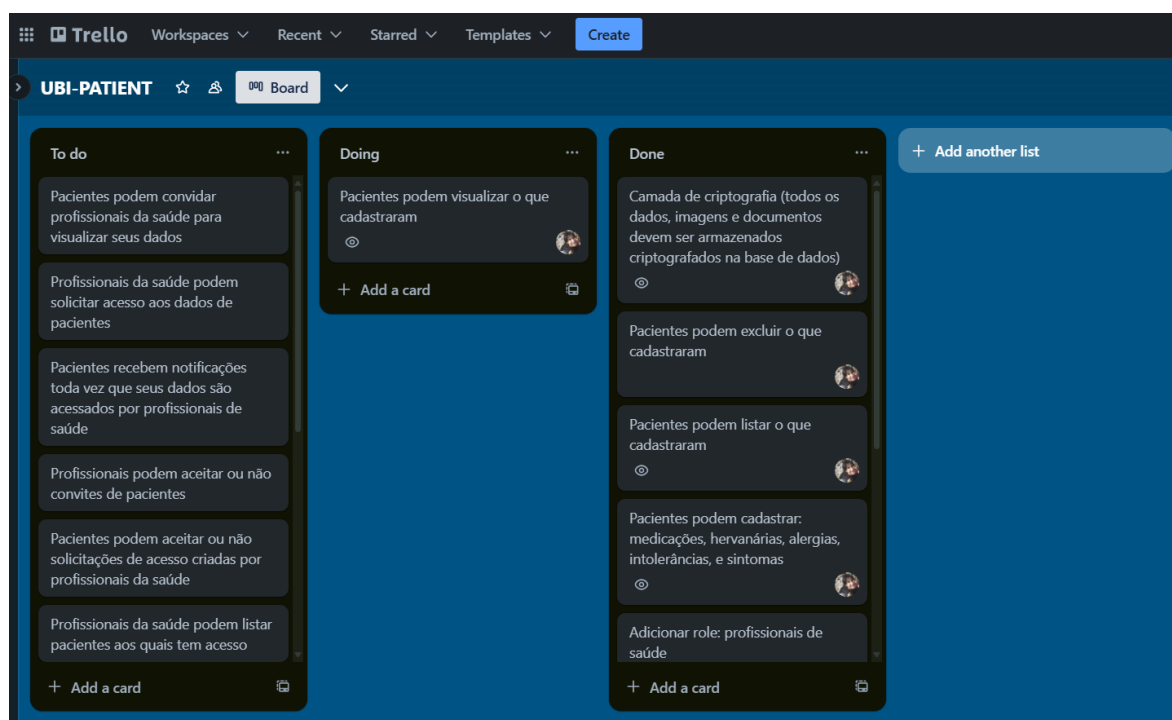 Trello Workspaces Recent Starred Templates Create
UBI-PATIENT Board
To do
Pacientes podem convidar
profissionais da saúde para
visualizar seus dados
Profissionais da saúde podem
solicitar acesso aos dados de
pacientes
Pacientes recebem notificações
toda vez que seus dados são
acessados por profissionais de
saúde
Profissionais podem aceitar ou não
convites de pacientes
Pacientes podem aceitar ou não
solicitações de acesso criadas por
profissionais da saúde
Profissionais da saúde podem listar
pacientes aos quais tem acesso
+ Add a card
Doing
Pacientes podem visualizar o que
cadastraram
+ Add a card
Done
Camada de criptografia (todos os
dados, imagens e documentos
devem ser armazenados
criptografados na base de dados)
Pacientes podem excluir o que
cadastraram
Pacientes podem listar o que
cadastraram
Pacientes podem cadastrar:
medicações, hervanárias, alergias,
intolerâncias, e sintomas
Adicionar role: profissionais de
saúde
+ Add a card
+ Add another list